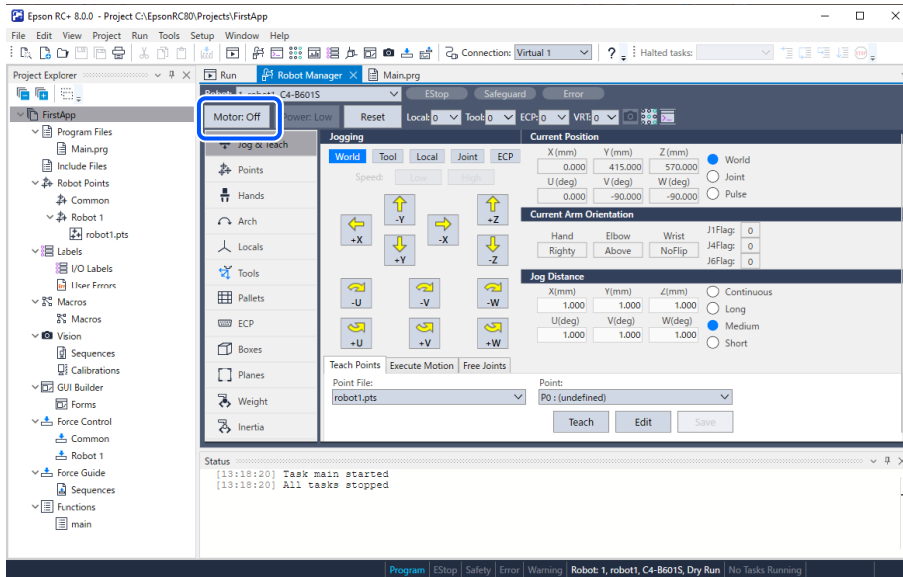 Epson RC+ 8.0.0 - Project C:\EpsonRC80\Projects\FirstApp
File Edit View Project Run Tools Setup Window Help
Connection: Virtual 1 ? Halted tasks:
Project Explorer
Run Robot Manager Main.prg
Robot: 1, robot1, C4-B601S EStop Safeguard Error
Motor: Off Power: Low Reset Local: 0 Tool: 0 ECP: 0 VRT: 0
FirstApp
Program Files
Main.prg
Include Files
Robot Points
Common
Robot 1
robot1.pts
Labels
I/O Labels
User Errors
Macros
Macros
Vision
Sequences
Calibrations
GUI Builder
Forms
Force Control
Common
Robot 1
Force Guide
Sequences
Functions
main
Jog & Teach
Points
Hands
Arch
Locals
Tools
Pallets
ECP
Boxes
Planes
Weight
Inertia
Jogging
World Tool Local Joint ECP
Speed: Low High
-Y +Z
+X -X
+Y -Z
-U -V -W
+U +V +W
Current Position
X (mm) Y (mm) Z (mm)
0.000 415.000 570.000
U (deg) V (deg) W (deg)
0.000 -90.000 -90.000
World
Joint
Pulse
Current Arm Orientation
Hand Elbow Wrist
Righty Above NoFlip
J1Flag: 0
J4Flag: 0
J6Flag: 0
Jog Distance
X(mm) Y(mm) Z(mm)
1.000 1.000 1.000
U(deg) V(deg) W(deg)
1.000 1.000 1.000
Continuous
Long
Medium
Short
Teach Points Execute Motion Free Joints
Point File: Point:
robot1.pts P0 : (undefined)
Teach Edit Save
Status
[13:18:20] Task main started
[13:18:20] All tasks stopped
Program EStop Safety Error Warning Robot: 1, robot1, C4-B601S, Dry Run No Tasks Running